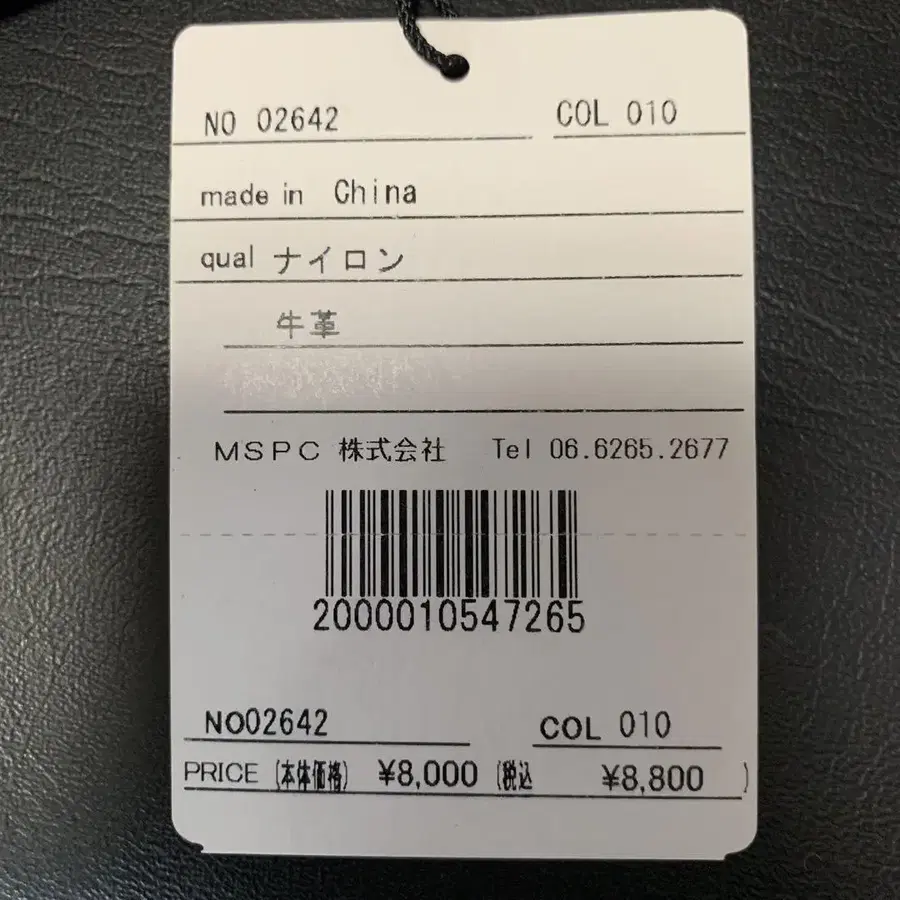 NO 02642 COL 010
made in China
qual ナイロン
牛革
MSPC 株式会社 Tel 06.6265.2677
2000010547265
NO02642 COL 010
PRICE (本体価格) ¥8,000 (税込 ¥8,800 )